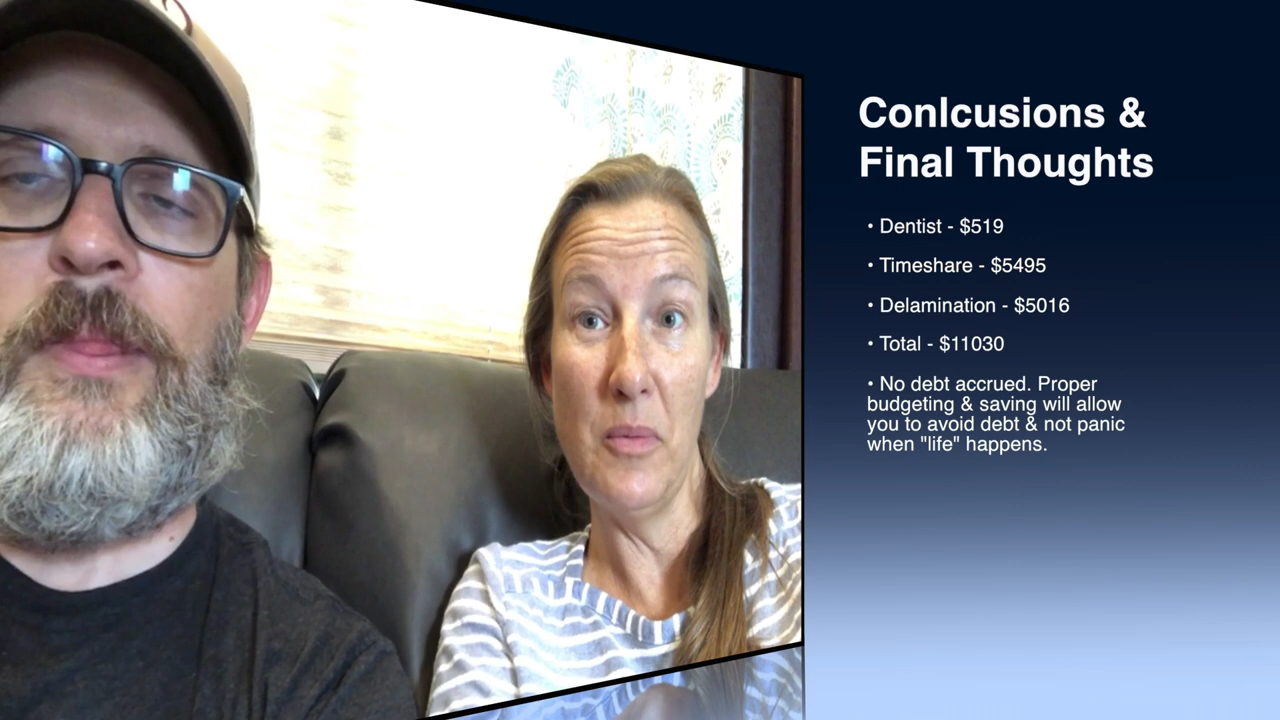 Conlcusions &
Final Thoughts
• Dentist - $519
• Timeshare - $5495
• Delamination - $5016
• Total - $11030
• No debt accrued. Proper
budgeting & saving will allow
you to avoid debt & not panic
when "life" happens.